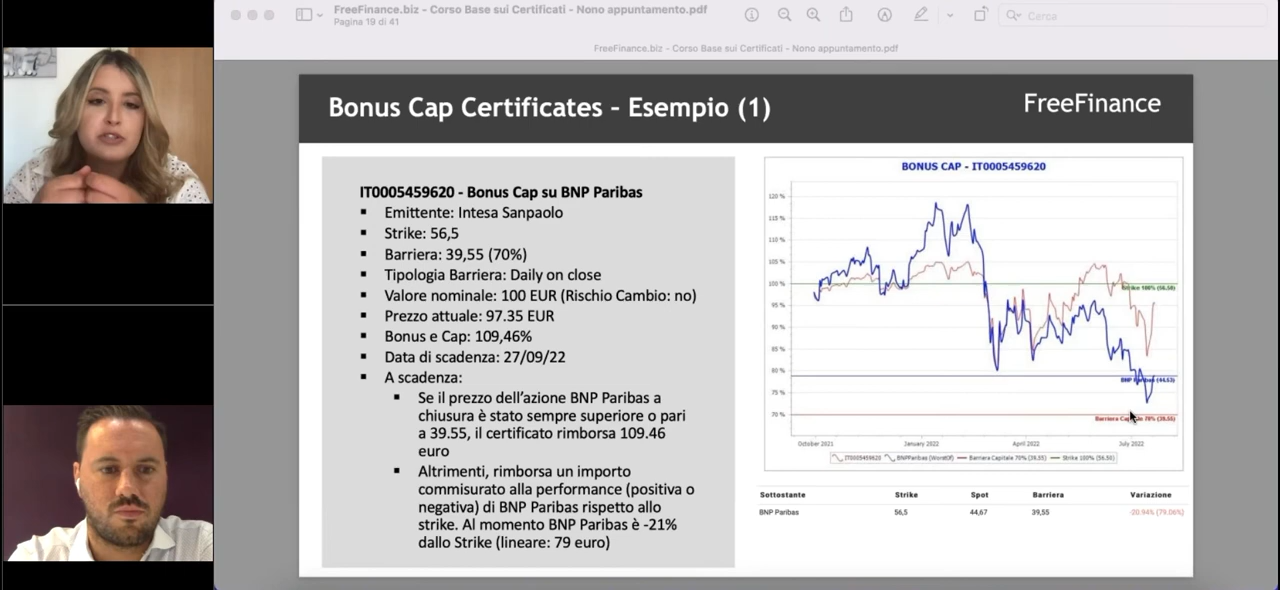 FreeFinance.biz - Corso Base sui Certificati - Nono appuntamento.pdf
Pagina 19 di 41
Cerca
FreeFinance.biz - Corso Base sui Certificati - Nono appuntamento.pdf
Bonus Cap Certificates – Esempio (1)
FreeFinance
IT0005459620 - Bonus Cap su BNP Paribas
▪ Emittente: Intesa Sanpaolo
▪ Strike: 56,5
▪ Barriera: 39,55 (70%)
▪ Tipologia Barriera: Daily on close
▪ Valore nominale: 100 EUR (Rischio Cambio: no)
▪ Prezzo attuale: 97.35 EUR
▪ Bonus e Cap: 109,46%
▪ Data di scadenza: 27/09/22
▪ A scadenza:
▪ Se il prezzo dell'azione BNP Paribas a
chiusura è stato sempre superiore o pari
a 39.55, il certificato rimborsa 109.46
euro
▪ Altrimenti, rimborsa un importo
commisurato alla performance (positiva o
negativa) di BNP Paribas rispetto allo
strike. Al momento BNP Paribas è -21%
dallo Strike (lineare: 79 euro)
BONUS CAP - IT0005459620
120 %
115 %
110 %
105 %
100 %
Strike 100% (56.50)
95 %
90 %
85 %
80 %
BNP Paribas (44,53)
75 %
70 %
Barriera Capitale 70% (39.55)
October 2021 January 2022 April 2022 July 2022
IT0005459620 BNPParibas (WorstOf) Barriera Capitale 70% (39,55) Strike 100% (56.50)
Sottostante Strike Spot Barriera Variazione
BNP Paribas 56,5 44,67 39,55 -20.94% (79.06%)